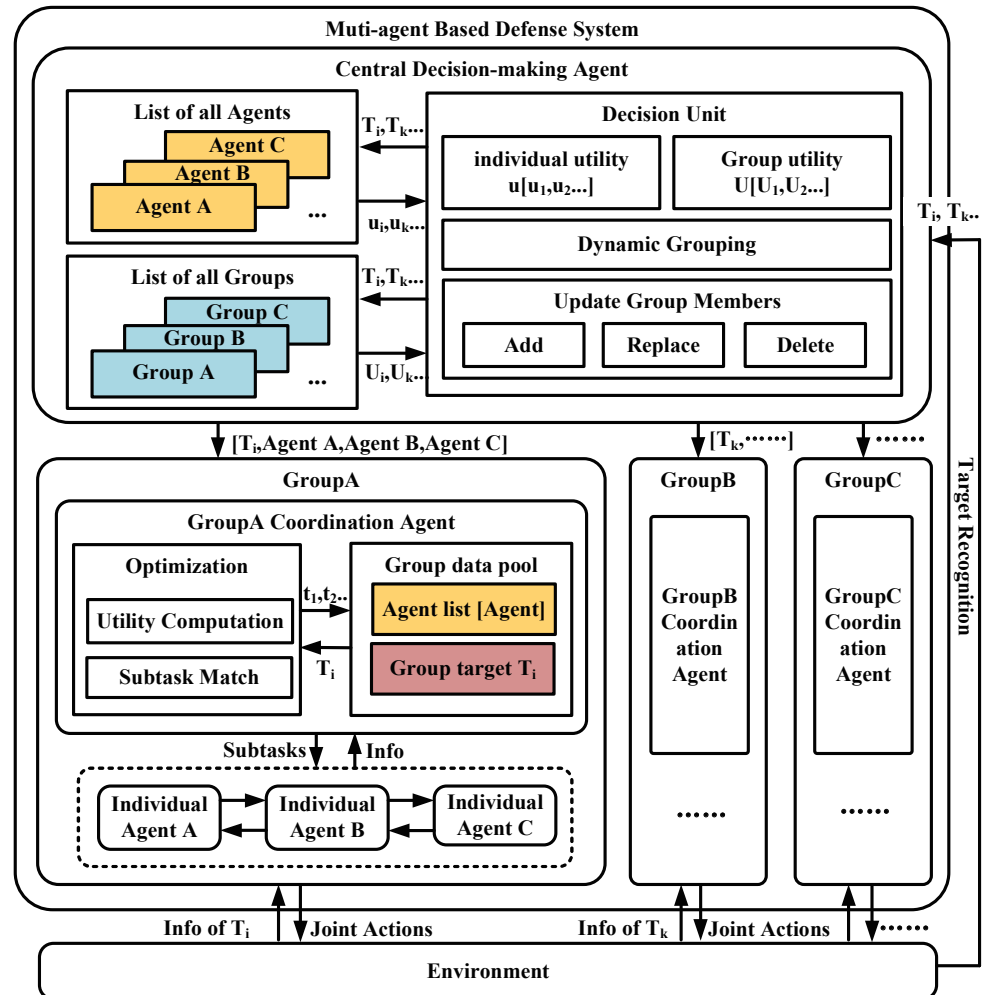 Muti-agent Based Defense System
Central Decision-making Agent
List of all Agents
Agent C
Agent B
Agent A
...
Tᵢ,Tₖ...
uᵢ,uₖ...
Decision Unit
individual utility
u[u₁,u₂...]
Group utility
U[U₁,U₂...]
Dynamic Grouping
Update Group Members
Add
Replace
Delete
List of all Groups
Group C
Group B
Group A
...
Tᵢ,Tₖ...
Uᵢ,Uₖ...
Tᵢ, Tₖ..
Target Recognition
[Tᵢ,Agent A,Agent B,Agent C]
[Tₖ,······]
······
GroupA
GroupA Coordination Agent
Optimization
Utility Computation
Subtask Match
t₁,t₂..
Tᵢ
Group data pool
Agent list [Agent]
Group target Tᵢ
Subtasks
Info
Individual
Agent A
Individual
Agent B
Individual
Agent C
GroupB
GroupB
Coordin
ation
Agent
······
GroupC
GroupC
Coordin
ation
Agent
······
Info of Tᵢ
Joint Actions
Info of Tₖ
Joint Actions
······
Environment